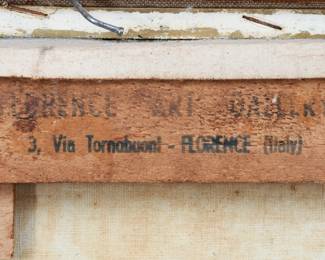 FLORENCE ART GALLERY
3, Via Tornabuoni - FLORENCE (Italy)